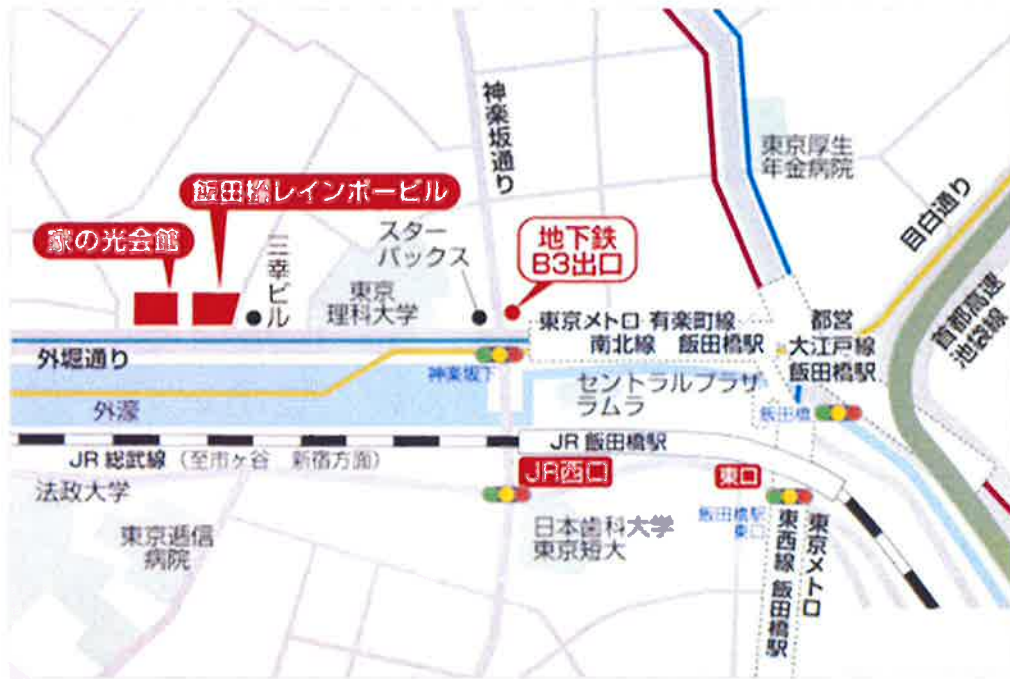 神楽坂通り
東京厚生
年金病院
飯田橋レインボービル
目白通り
家の光会館
スター
バックス
地下鉄
B3出口
三幸ビル
東京
理科大学
首都高速
池袋線
東京メトロ 有楽町線
南北線 飯田橋駅
都営
大江戸線
飯田橋駅
外堀通り
神楽坂下
セントラルプラザ
ラムラ
外濠
飯田橋
JR 飯田橋駅
JR 総武線(至市ヶ谷 新宿方面)
JR西口
東口
法政大学
東京逓信
病院
日本歯科大学
東京短大
飯田橋駅
東口
東京メトロ
東西線 飯田橋駅